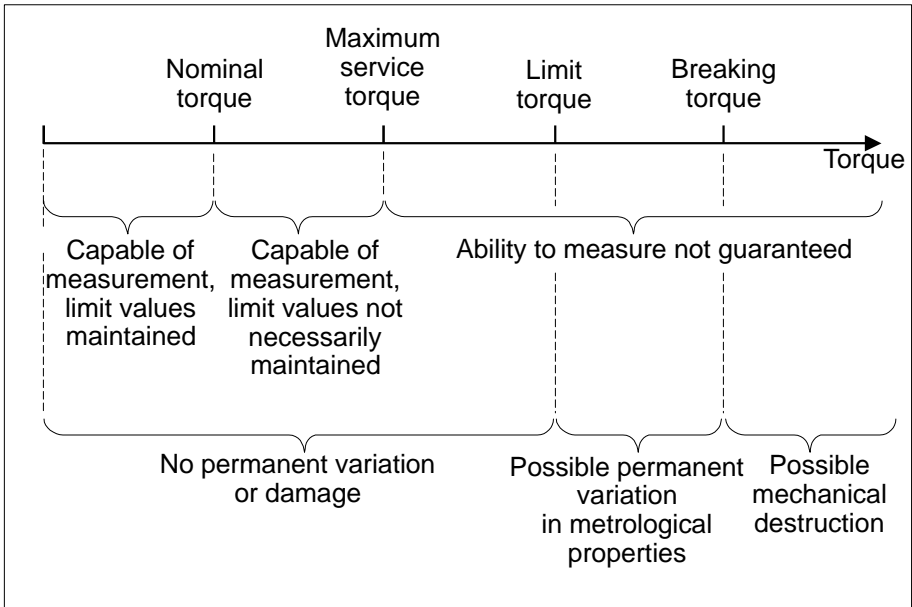 Nominal
torque
Maximum
service
torque
Limit
torque
Breaking
torque
Torque
Capable of
measurement,
limit values
maintained
Capable of
measurement,
limit values not
necessarily
maintained
Ability to measure not guaranteed
No permanent variation
or damage
Possible permanent
variation
in metrological
properties
Possible
mechanical
destruction